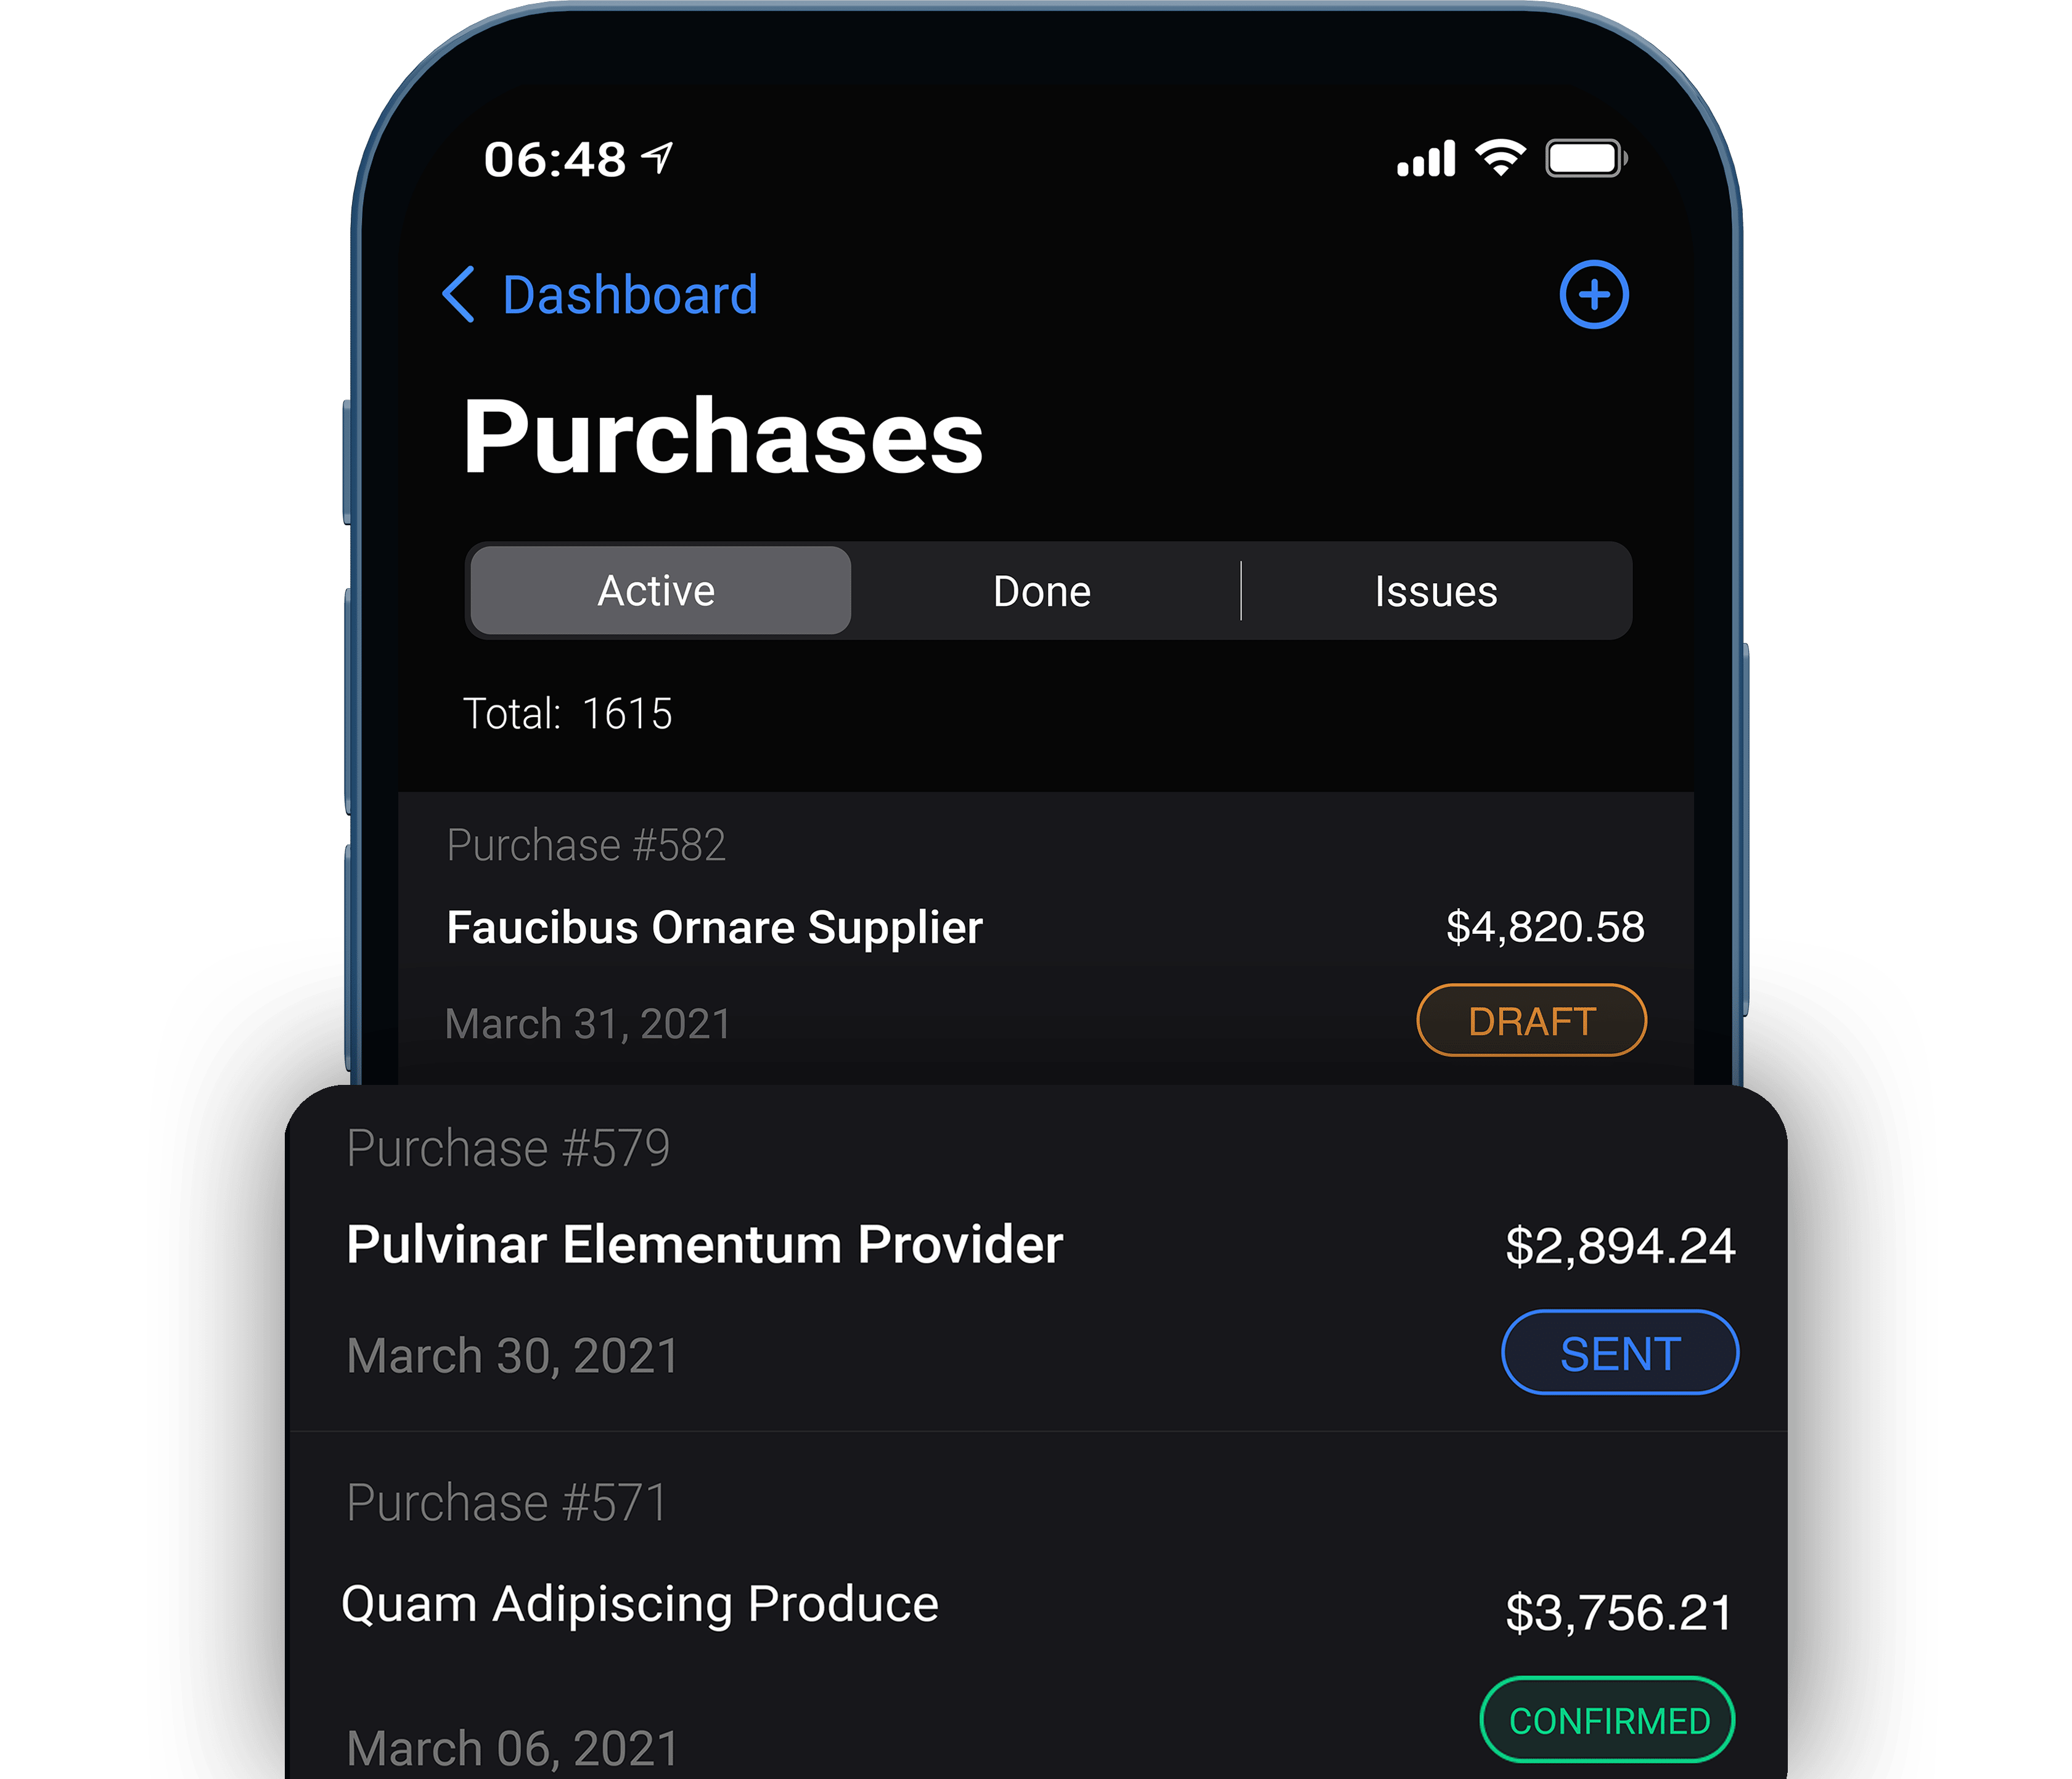 06:48
Dashboard
Purchases
Active Done Issues
Total: 1615
Purchase #582
Faucibus Ornare Supplier $4,820.58
March 31, 2021 DRAFT
Purchase #579
Pulvinar Elementum Provider $2,894.24
March 30, 2021 SENT
Purchase #571
Quam Adipiscing Produce $3,756.21
CONFIRMED
March 06, 2021